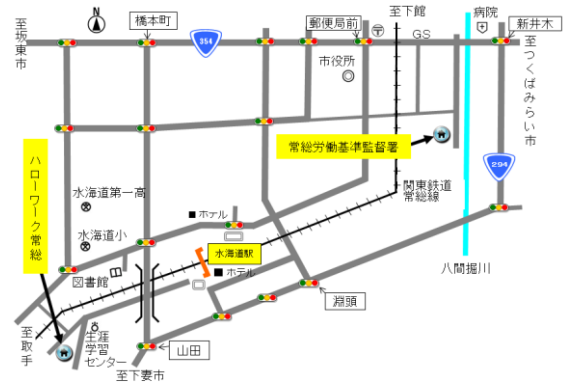 至下館
病院
橋本町
郵便局前
新井木
N
354
〒
GS
至坂東市
市役所
至つくばみらい市
常総労働基準監督署
294
ハローワーク常総
水海道第一高
関東鉄道
常総線
■ホテル
水海道小
水海道駅
■ホテル
八間掘川
図書館
淵頭
至取手
生涯
学習
センター
山田
至下妻市